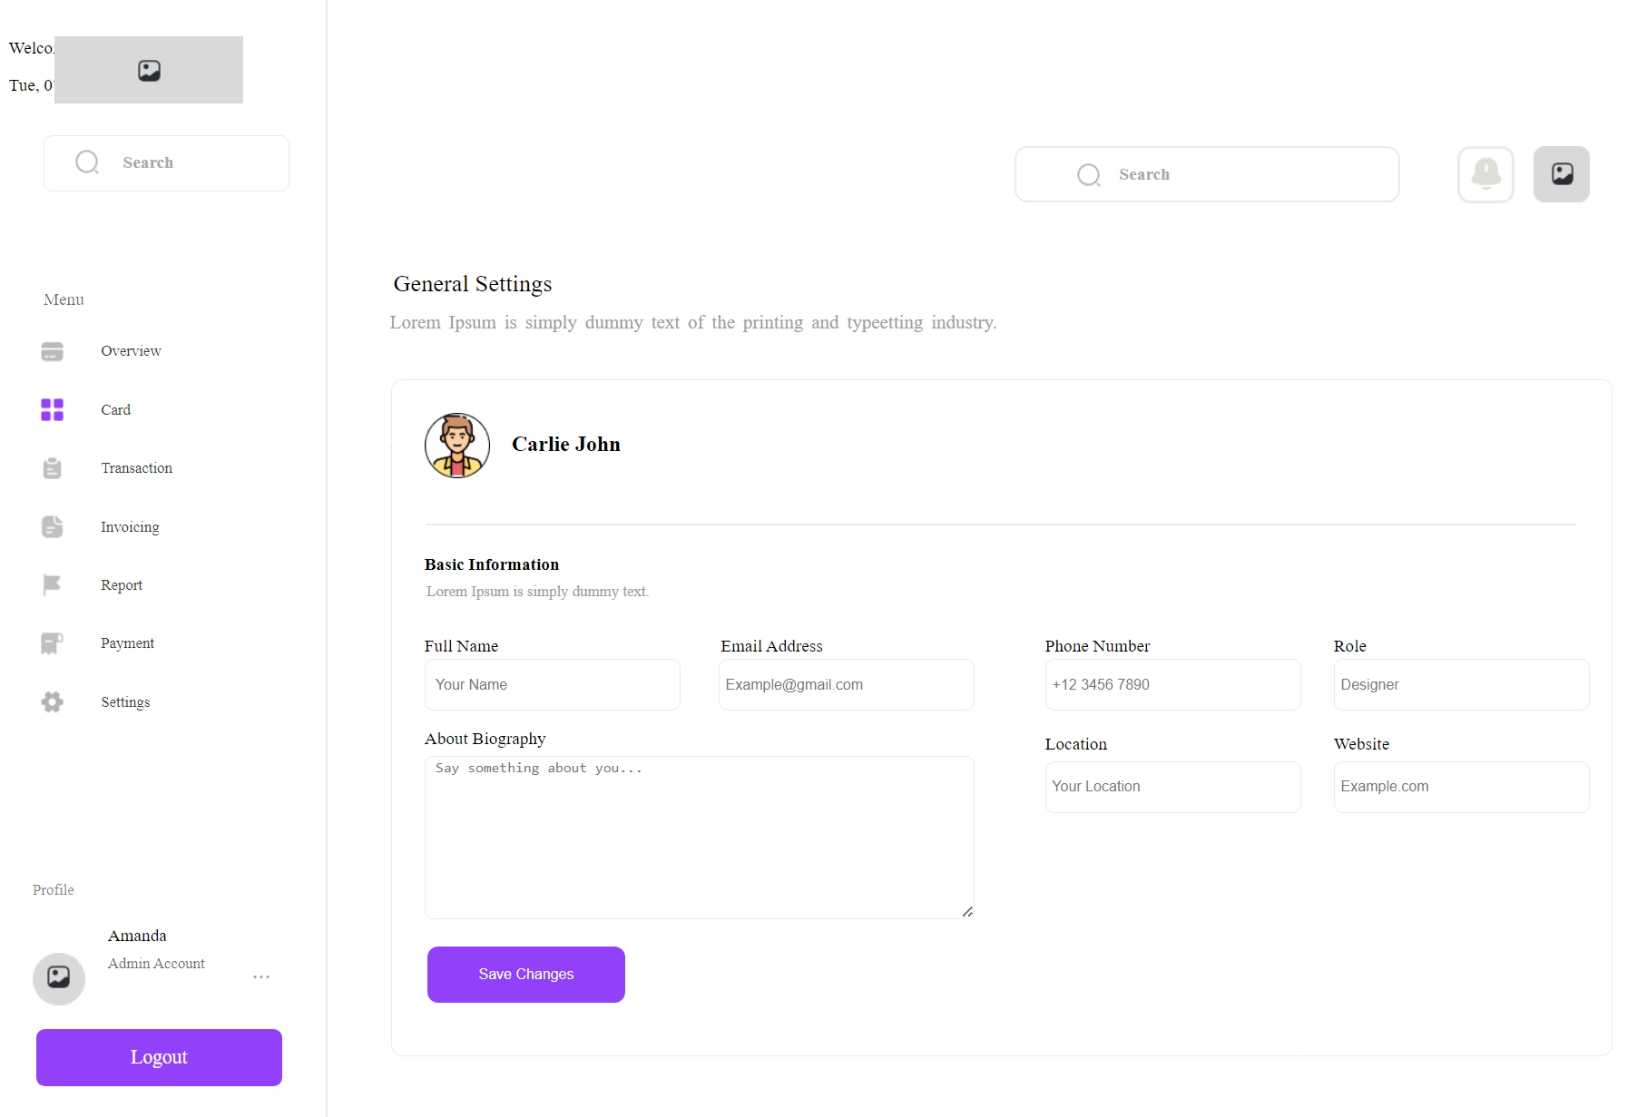 Tue,
Search
Search
General Settings
Lorem Ipsum is simply dummy text of the printing and typeetting industry.
Menu
Overview
Card
Transaction
Invoicing
Report
Payment
Settings
Carlie John
Basic Information
Lorem Ipsum is simply dummy text.
Full Name
Email Address
Phone Number
Role
Your Name
Example@gmail.com
+12 3456 7890
Designer
About Biography
Location
Website
Say something about you...
Your Location
Example.com
Save Changes
Profile
Amanda
Admin Account
...
Logout